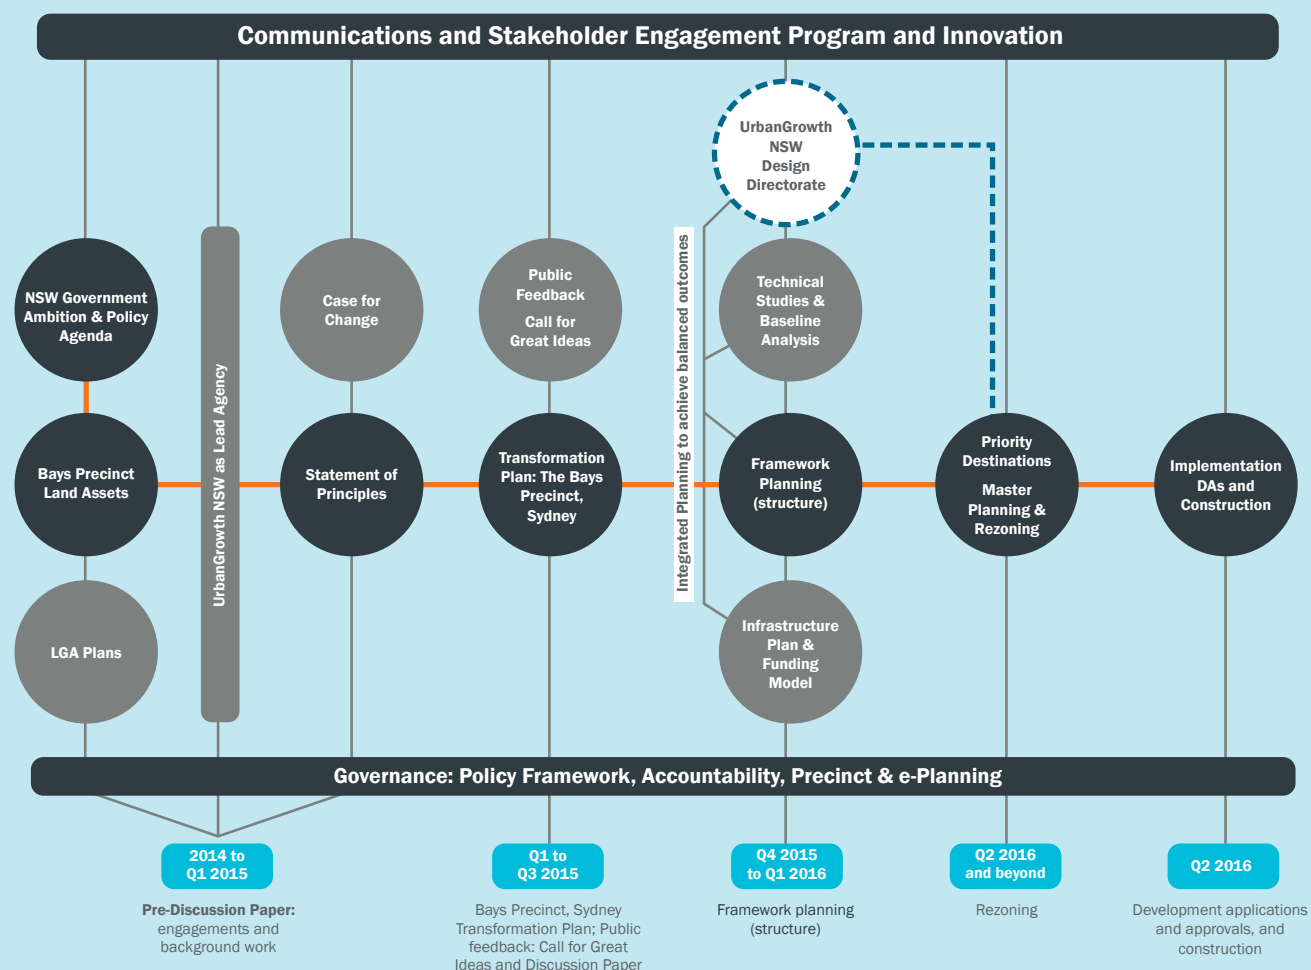 Communications and Stakeholder Engagement Program and Innovation
UrbanGrowth
NSW
Design
Directorate
NSW Government
Ambition & Policy
Agenda
Bays Precinct
Land Assets
LGA Plans
UrbanGrowth NSW as Lead Agency
Case for
Change
Statement of
Principles
Public
Feedback
Call for
Great Ideas
Transformation
Plan: The Bays
Precinct,
Sydney
Integrated Planning to achieve balanced outcomes
Technical
Studies &
Baseline
Analysis
Framework
Planning
(structure)
Infrastructure
Plan &
Funding
Model
Priority
Destinations
Master
Planning &
Rezoning
Implementation
DAs and
Construction
Governance: Policy Framework, Accountability, Precinct & e-Planning
2014 to
Q1 2015
Pre-Discussion Paper:
engagements and
background work
Q1 to
Q3 2015
Bays Precinct, Sydney
Transformation Plan; Public
feedback: Call for Great
Ideas and Discussion Paper
Q4 2015
to Q1 2016
Framework planning
(structure)
Q2 2016
and beyond
Rezoning
Q2 2016
Development applications
and approvals, and
construction